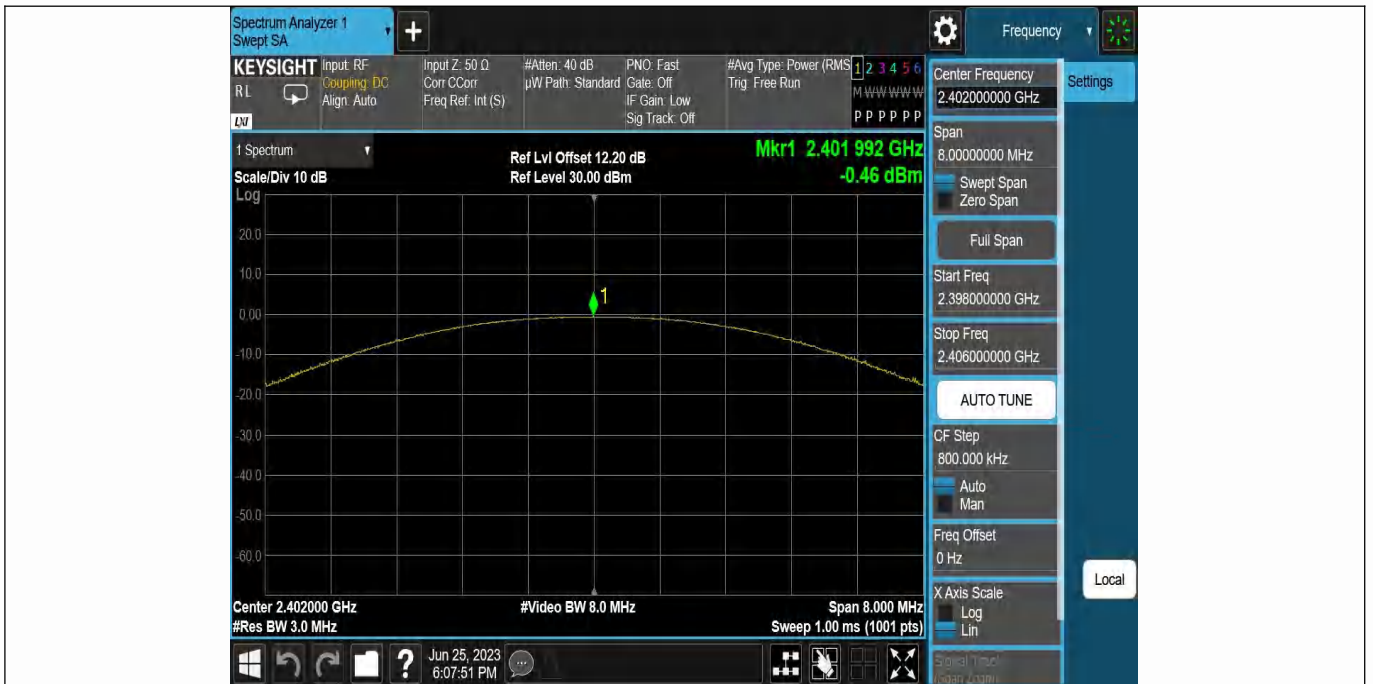 Spectrum Analyzer 1
Swept SA
+
Frequency
KEYSIGHT
RL
LXI
Input: RF
Coupling: DC
Align: Auto
Input Z: 50 Ω
Corr CCorr
Freq Ref: Int (S)
#Atten: 40 dB
µW Path: Standard
PNO: Fast
Gate: Off
IF Gain: Low
Sig Track: Off
#Avg Type: Power (RMS
Trig: Free Run
1 2 3 4 5 6
M W W W W W
P P P P P P
1 Spectrum
Scale/Div 10 dB
Log
Ref Lvl Offset 12.20 dB
Ref Level 30.00 dBm
Mkr1 2.401 992 GHz
-0.46 dBm
20.0
10.0
0.00
-10.0
-20.0
-30.0
-40.0
-50.0
-60.0
1
Center 2.402000 GHz
#Res BW 3.0 MHz
#Video BW 8.0 MHz
Span 8.000 MHz
Sweep 1.00 ms (1001 pts)
Center Frequency
2.402000000 GHz
Settings
Span
8.00000000 MHz
Swept Span
Zero Span
Full Span
Start Freq
2.398000000 GHz
Stop Freq
2.406000000 GHz
AUTO TUNE
CF Step
800.000 kHz
Auto
Man
Freq Offset
0 Hz
X Axis Scale
Log
Lin
Signal Track
(Span Zoom)
Local
?
Jun 25, 2023
6:07:51 PM